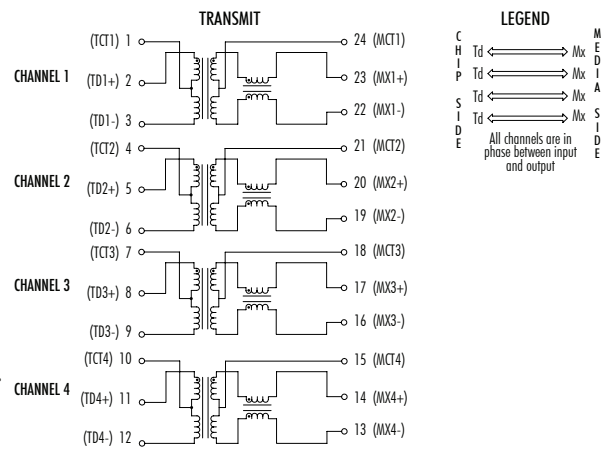 TRANSMIT
LEGEND
(TCT1) 1
24 (MCT1)
CHANNEL 1
(TD1+) 2
23 (MX1+)
(TD1-) 3
22 (MX1-)
(TCT2) 4
21 (MCT2)
CHANNEL 2
(TD2+) 5
20 (MX2+)
19 (MX2-)
(TD2-) 6
(TCT3) 7
18 (MCT3)
CHANNEL 3
(TD3+) 8
17 (MX3+)
16 (MX3-)
(TD3-) 9
(TCT4) 10
15 (MCT4)
CHANNEL 4
(TD4+) 11
14 (MX4+)
(TD4-) 12
13 (MX4-)
CHIP SIDE
Td Mx
Td Mx
Td Mx
Td Mx
MEDIA SIDE
All channels are in
phase between input
and output